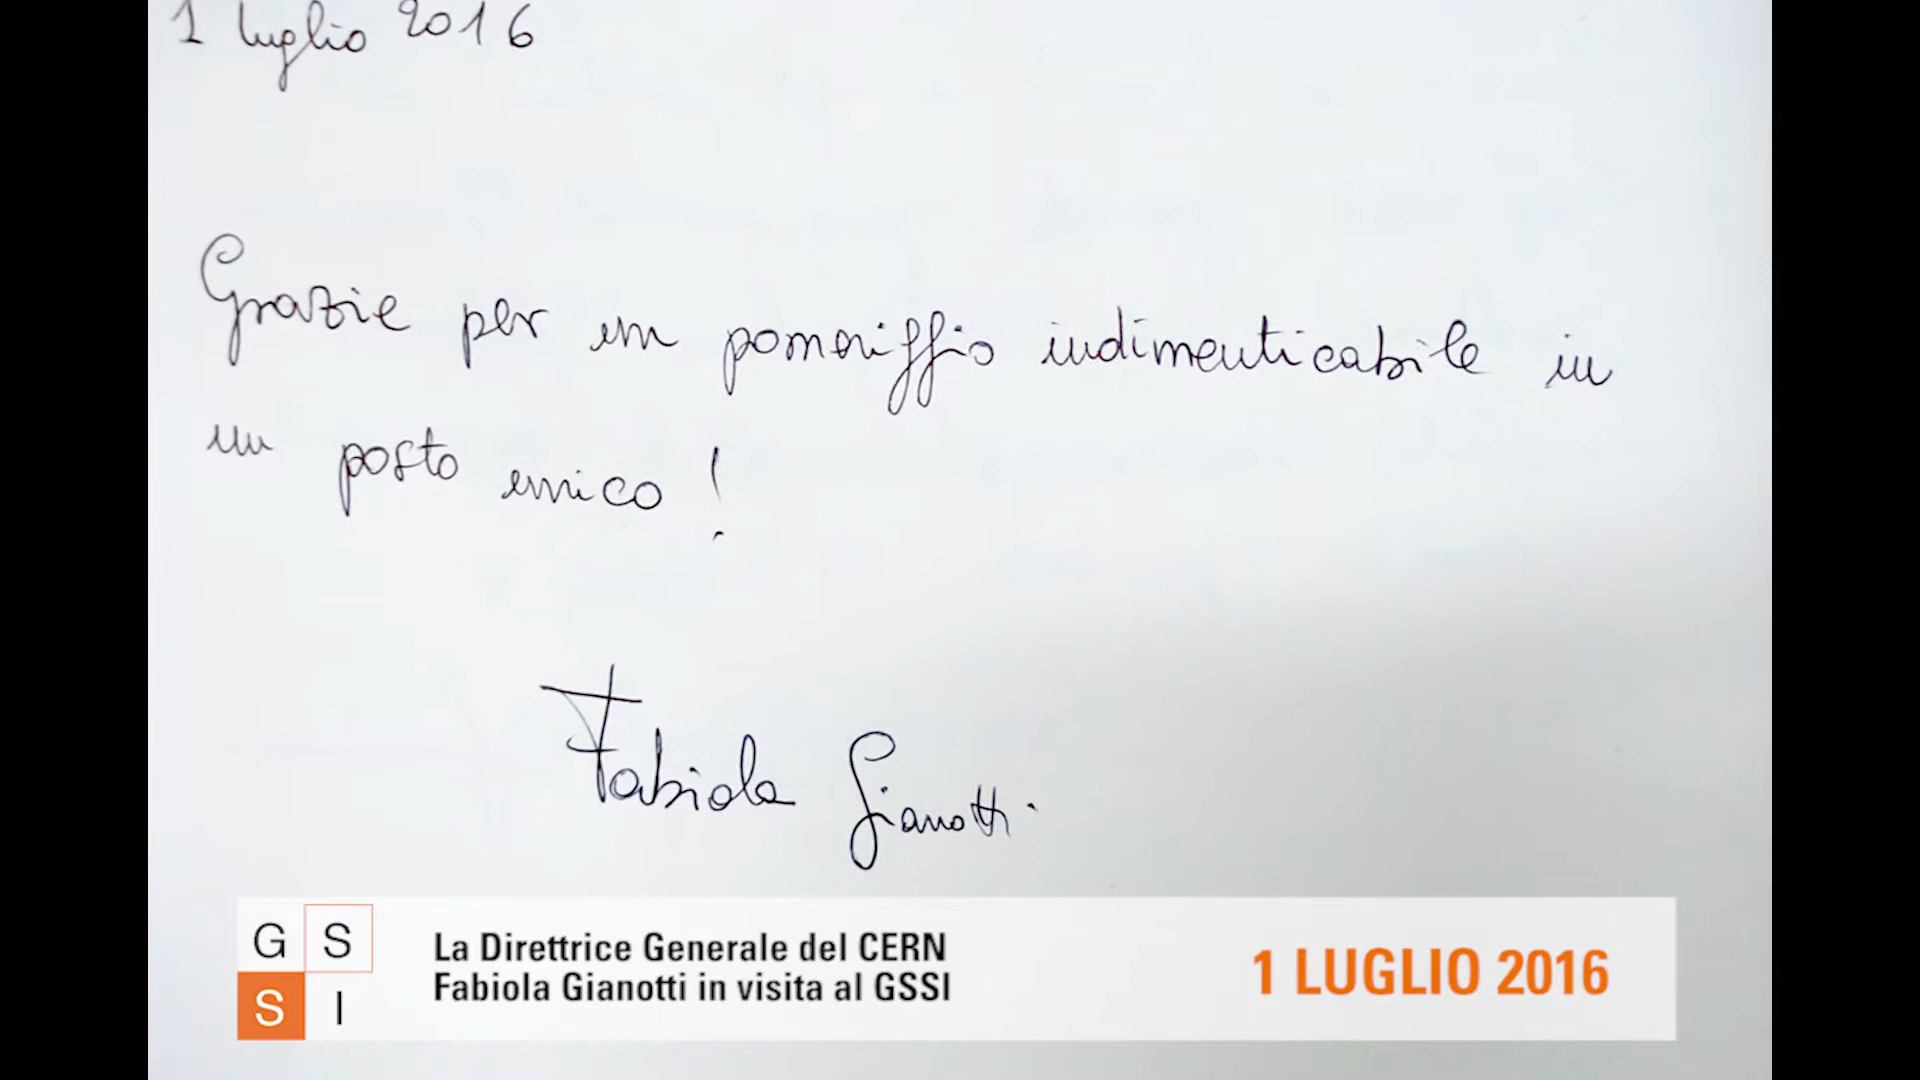 1 luglio 2016
Grazie per un pomeriggio indimenticabile in
un posto unico!
Fabiola Gianotti
G S
S I
La Direttrice Generale del CERN
Fabiola Gianotti in visita al GSSI
1 LUGLIO 2016